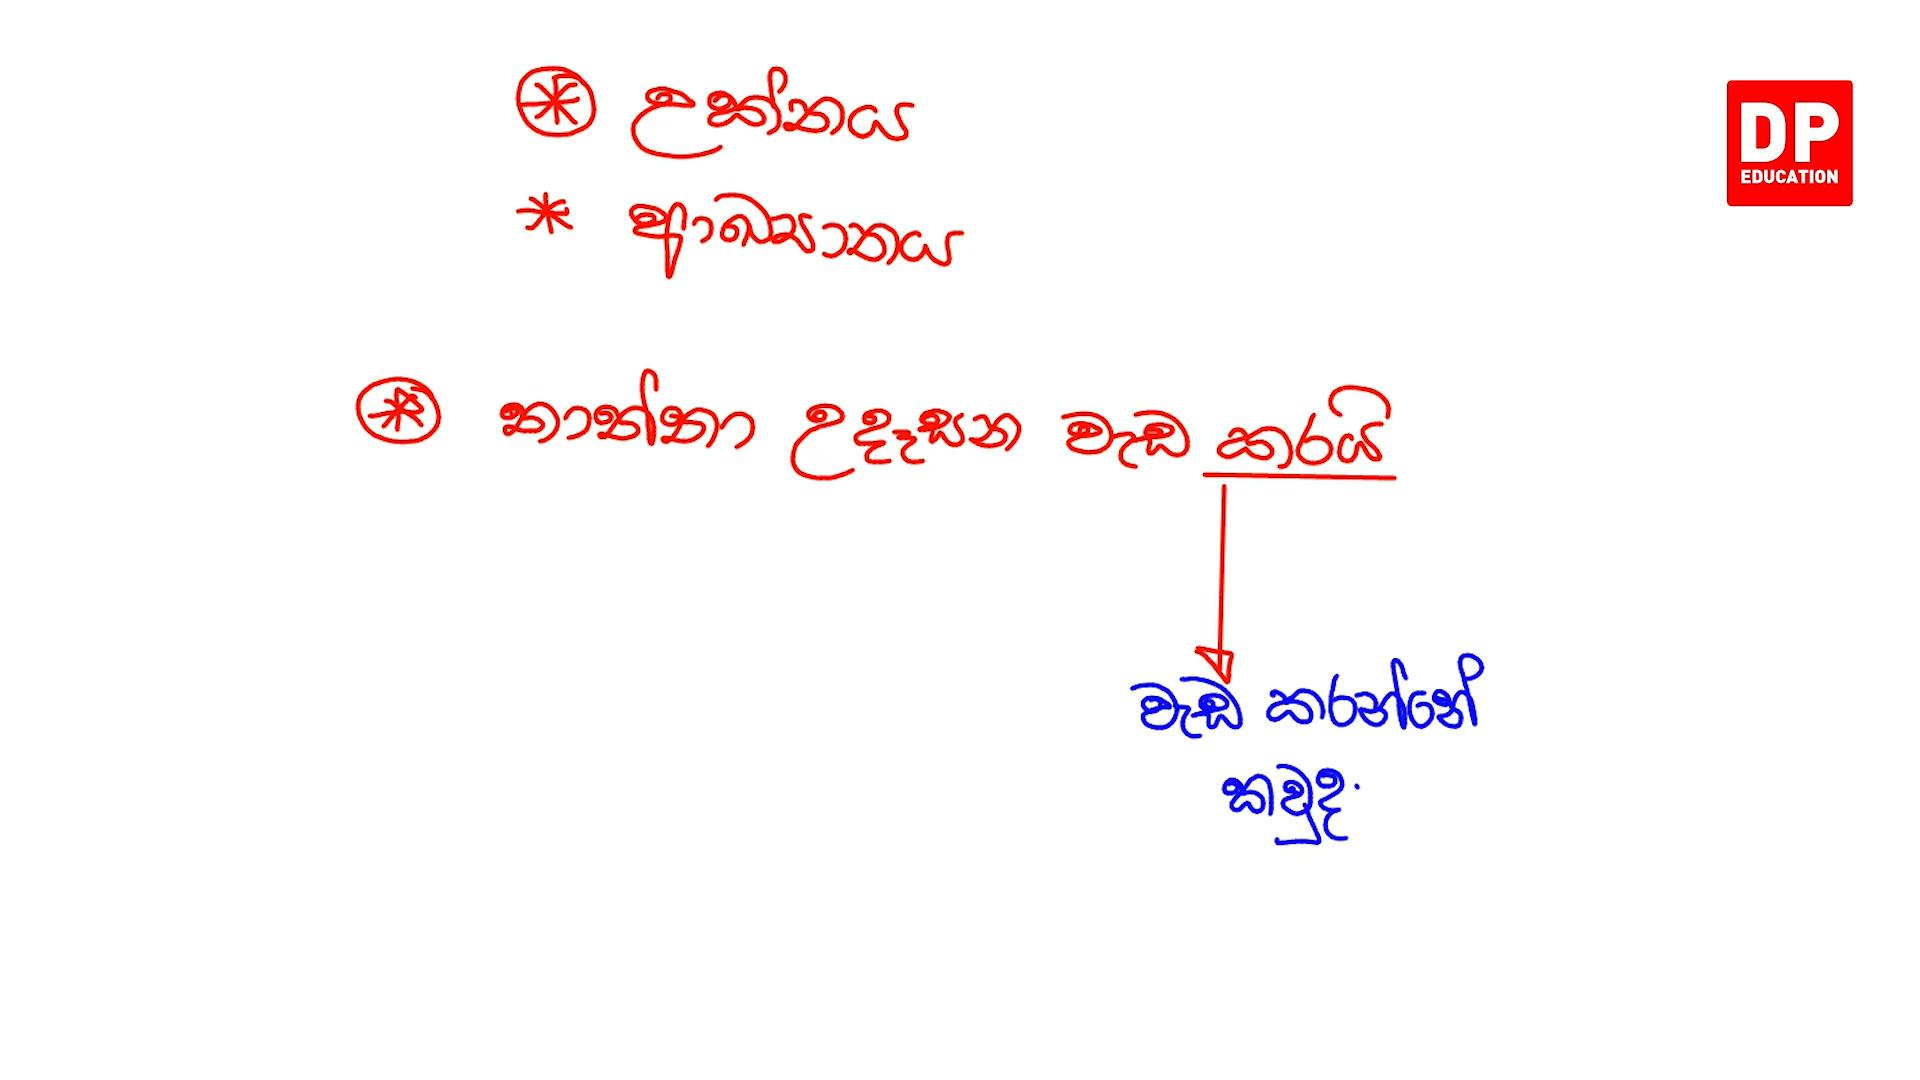 උක්තය
ආඛ්‍යාතය
තාත්තා උදෑසන වැඩ කරයි
වැඩ කරන්නේ
කවුද
DP
EDUCATION